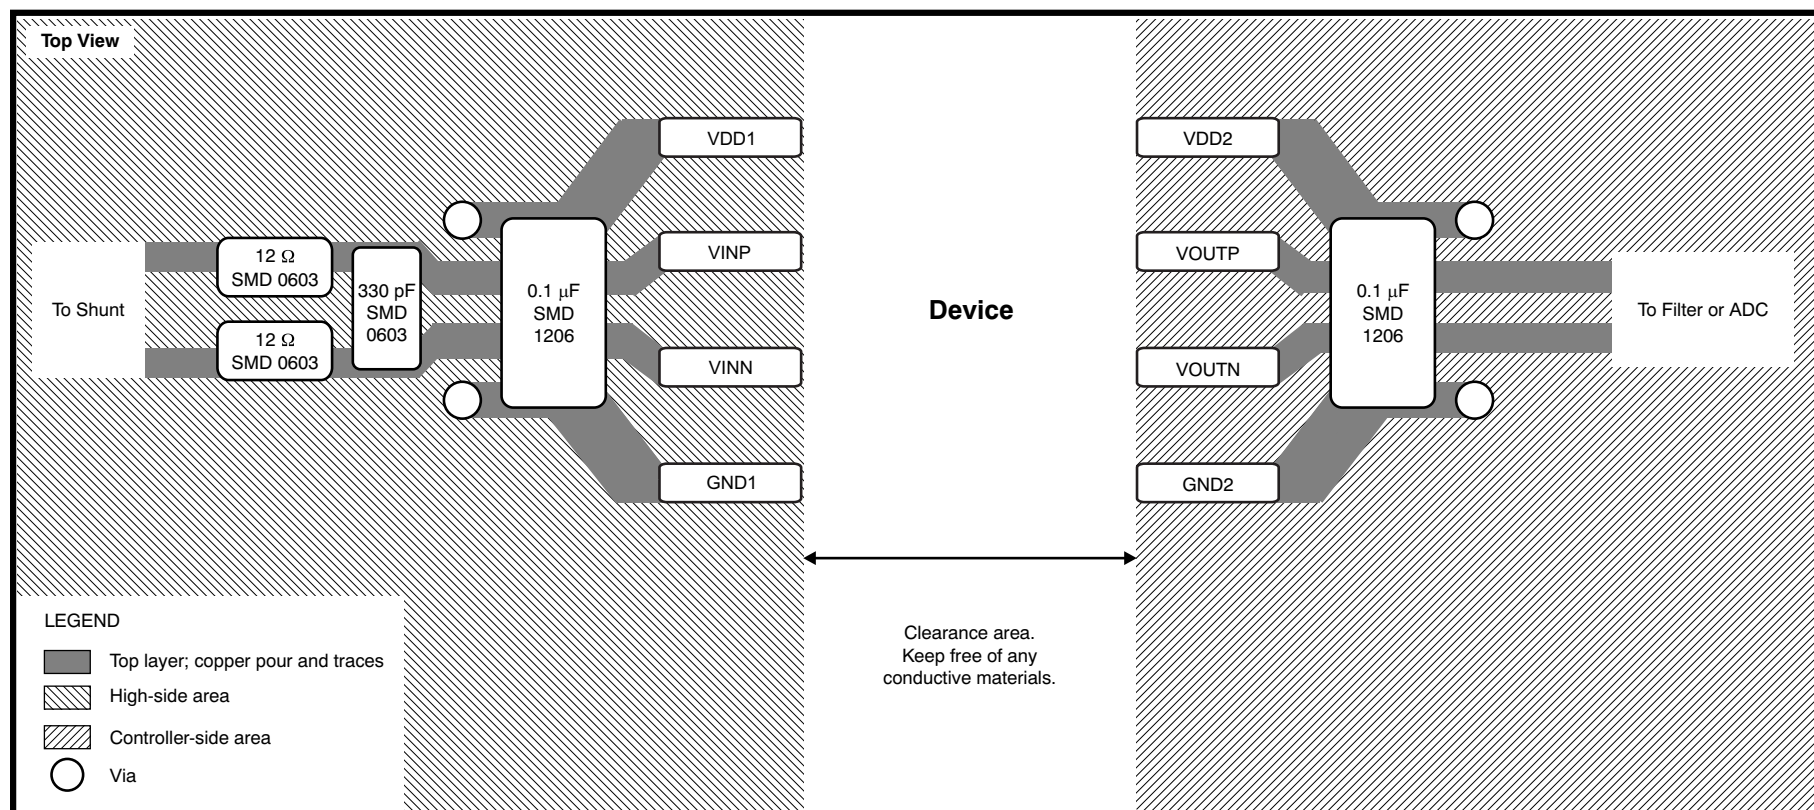 Top View
VDD1
VDD2
VINP
VOUTP
12 Ω
SMD 0603
330 pF
SMD
0603
0.1 μF
SMD
1206
To Shunt
Device
0.1 μF
SMD
1206
To Filter or ADC
12 Ω
SMD 0603
VINN
VOUTN
GND1
GND2
Clearance area.
Keep free of any
conductive materials.
LEGEND
Top layer; copper pour and traces
High-side area
Controller-side area
Via